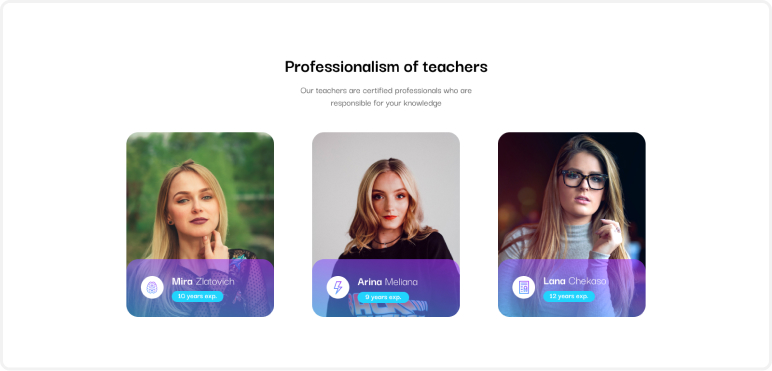 Professionalism of teachers
Our teachers are certified professionals who are
responsible for your knowledge
Mira Zlatovich
10 years exp.
Arina Meliana
9 years exp.
Lana Chekaso
12 years exp.